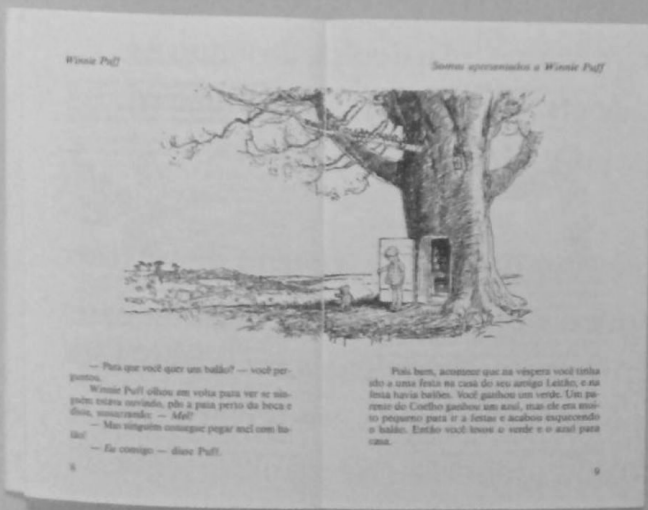 Winnie Puff
Somos apresentados a Winnie Puff
— Para que você quer um balão? — você per-
guntou.
Winnie Puff olhou em volta para ver se nin-
guém estava ouvindo, pôs a pata perto da boca e
disse, sussurrando: — Mel!
— Mas ninguém consegue pegar mel com ba-
lão!
— Eu consigo — disse Puff.
8
Pois bem, acontece que na véspera você tinha
ido a uma festa na casa do seu amigo Leitão, e na
festa havia balões. Você ganhou um verde. Um pa-
rente do Coelho ganhou um azul, mas ele era mui-
to pequeno para ir a festas e acabou esquecendo
o balão. Então você levou o verde e o azul para
casa.
9